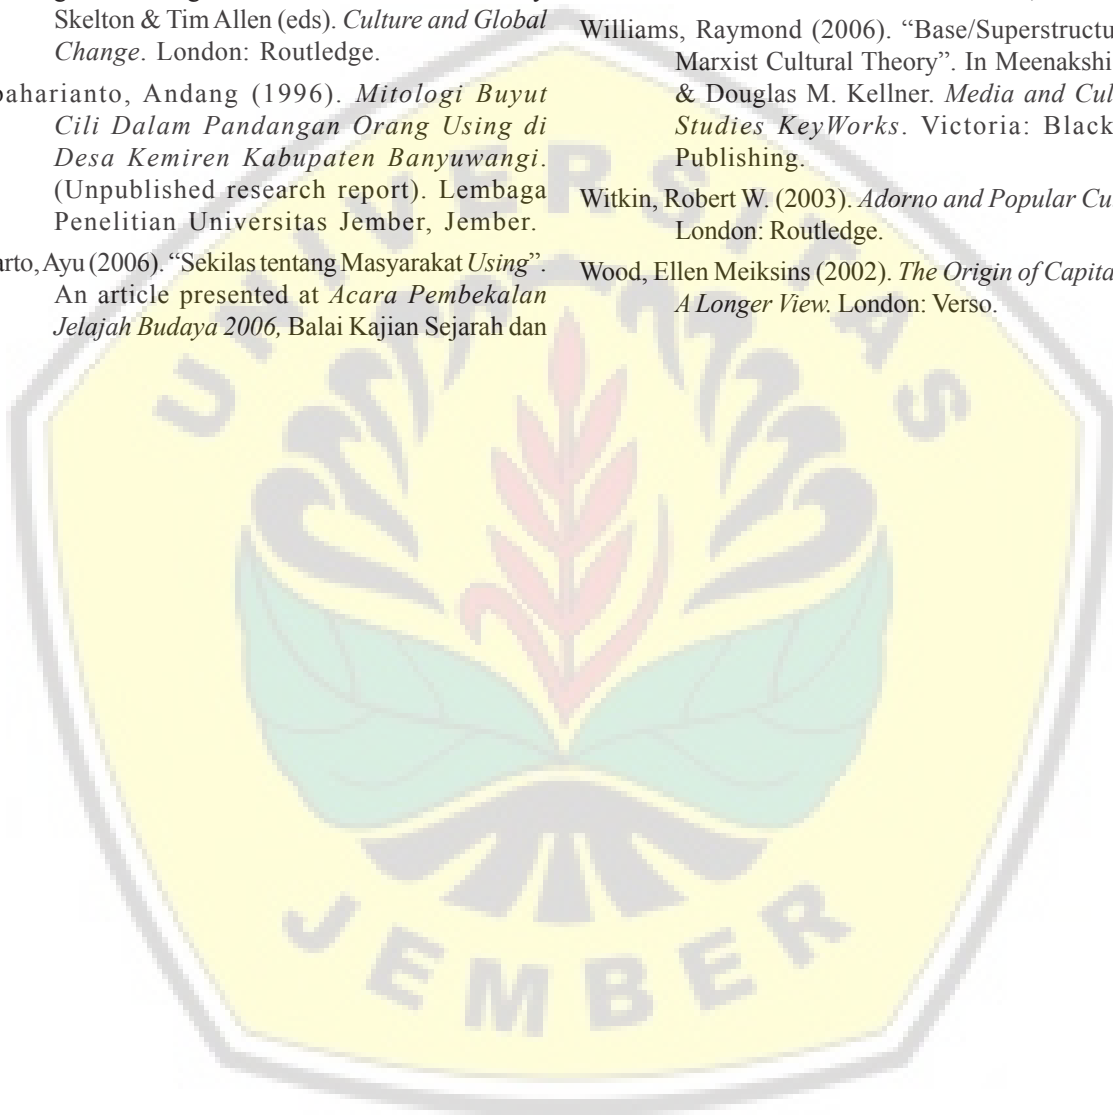 Skelton & Tim Allen (eds). Culture and Global
Change. London: Routledge.
Andang (1996). Mitologi Buyut
Cili Dalam Pandangan Orang Using di
Desa Kemiren Kabupaten Banyuwangi.
(Unpublished research report). Lembaga
Penelitian Universitas Jember, Jember.
Ayu (2006). “Sekilas tentang Masyarakat Using”.
An article presented at Acara Pembekalan
Jelajah Budaya 2006, Balai Kajian Sejarah dan
Williams, Raymond (2006). “Base/Superstructu
Marxist Cultural Theory”. In Meenakshi
& Douglas M. Kellner. Media and Cul
Studies KeyWorks. Victoria: Black
Publishing.
Witkin, Robert W. (2003). Adorno and Popular Cu
London: Routledge.
Wood, Ellen Meiksins (2002). The Origin of Capita
A Longer View. London: Verso.
UNIVERSITAS
JEMBER